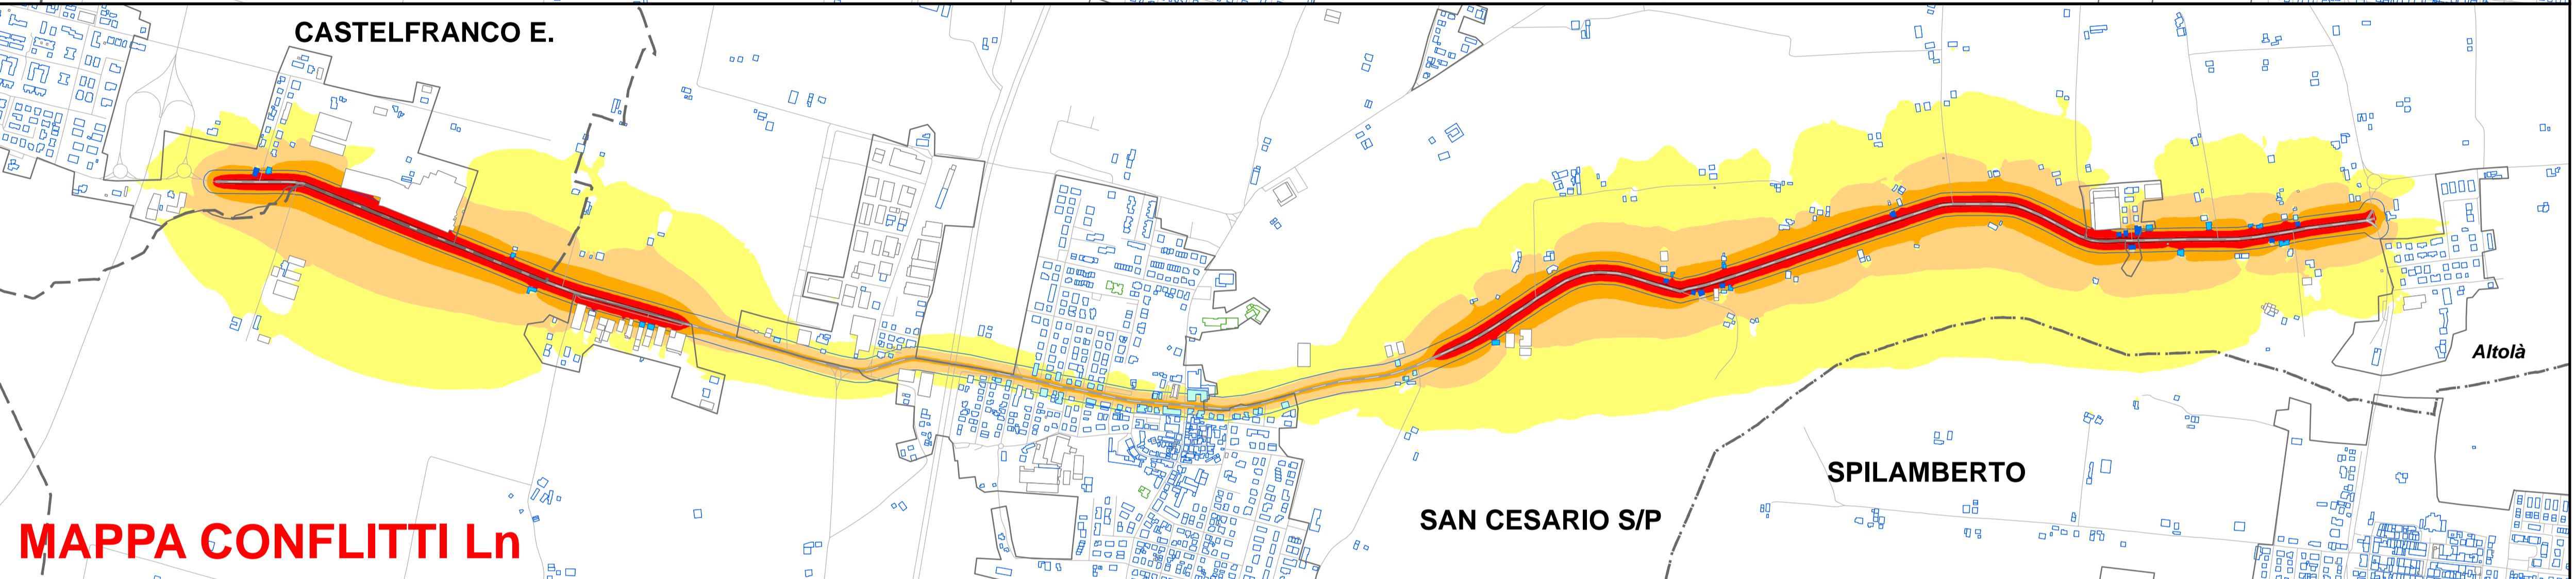 CASTELFRANCO E.
Altolà
SPILAMBERTO
SAN CESARIO S/P
MAPPA CONFLITTI Ln